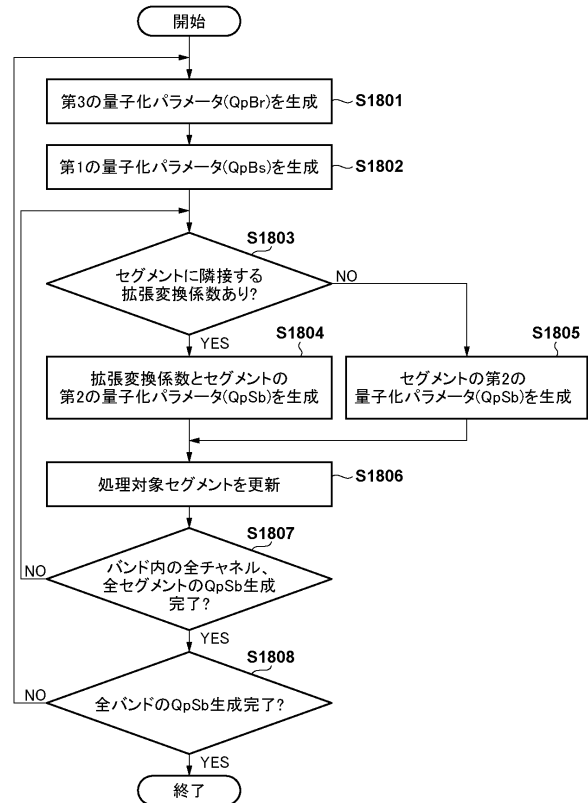 開始
第3の量子化パラメータ(QpBr)を生成
S1801
第1の量子化パラメータ(QpBs)を生成
S1802
S1803
セグメントに隣接する
拡張変換係数あり?
NO
YES
S1804
拡張変換係数とセグメントの
第2の量子化パラメータ(QpSb)を生成
S1805
セグメントの第2の
量子化パラメータ(QpSb)を生成
処理対象セグメントを更新
S1806
S1807
バンド内の全チャネル、
全セグメントのQpSb生成
完了?
NO
YES
S1808
全バンドのQpSb生成完了?
NO
YES
終了